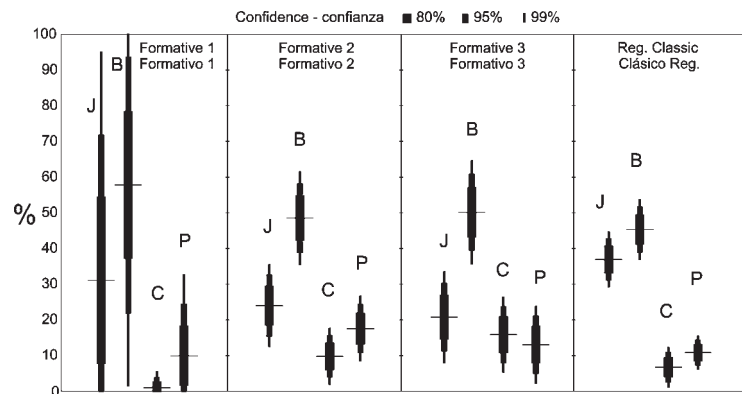 Confidence - confianza 80% 95% 99%
Formative 1
Formativo 1
Formative 2
Formativo 2
Formative 3
Formativo 3
Reg. Classic
Clásico Reg.
%
100
90
80
70
60
50
40
30
20
10
0
J
B
C
P
J
B
C
P
J
B
C
P
J
B
C
P